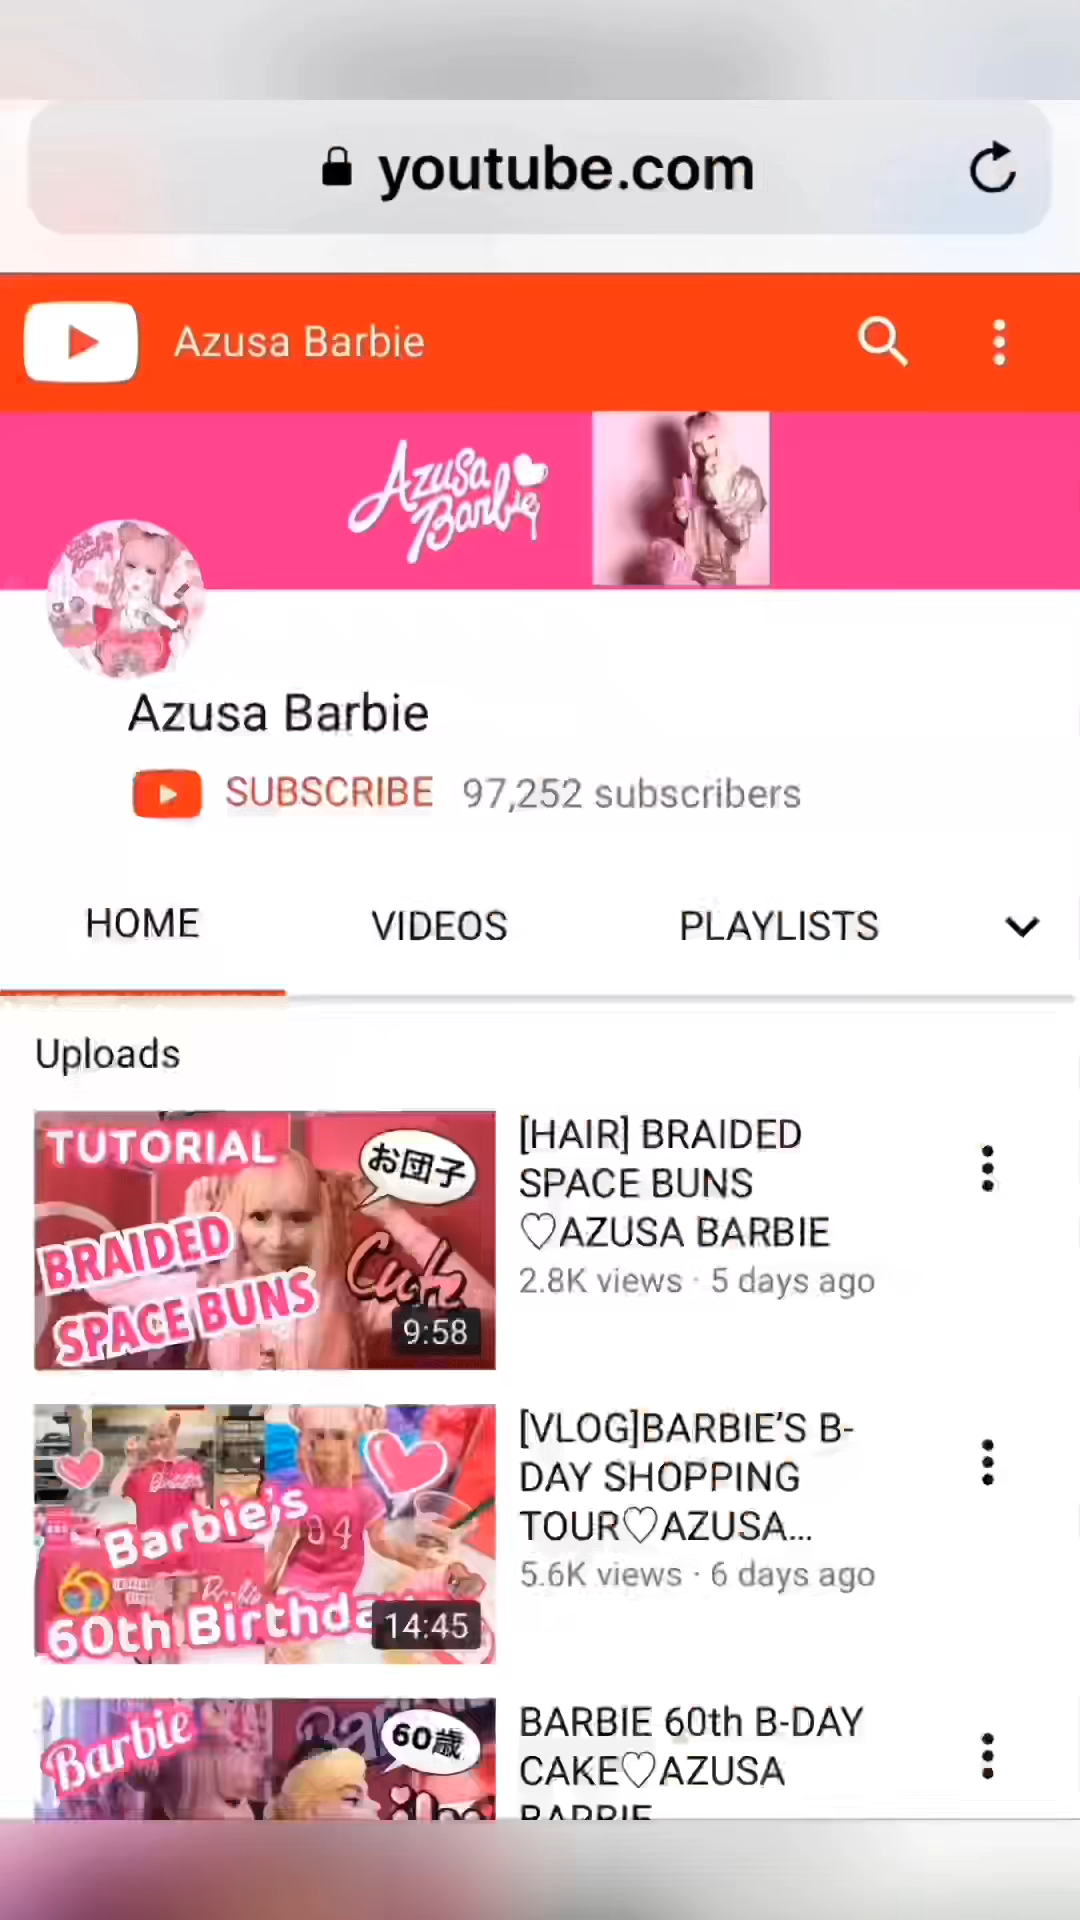 youtube.com
Azusa Barbie
Azusa
Barbie
Azusa Barbie
SUBSCRIBE 97,252 subscribers
HOME VIDEOS PLAYLISTS
Uploads
TUTORIAL
お団子
BRAIDED
SPACE BUNS
Cute
9:58
[HAIR] BRAIDED
SPACE BUNS
♡AZUSA BARBIE
2.8K views · 5 days ago
Barbie's
60th Birthda
14:45
[VLOG]BARBIE'S B-
DAY SHOPPING
TOUR♡AZUSA...
5.6K views · 6 days ago
Barbie
60歳
BARBIE 60th B-DAY
CAKE♡AZUSA
BARBIE